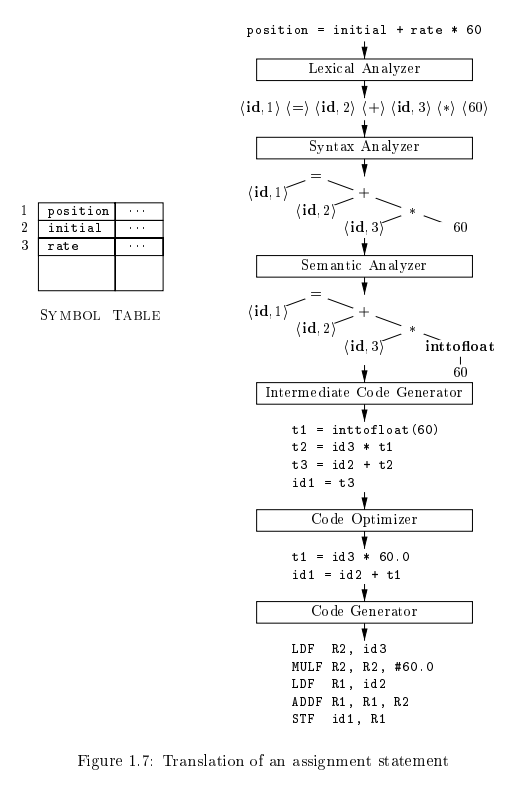 position = initial + rate * 60
Lexical Analyzer
⟨id, 1⟩ ⟨=⟩ ⟨id, 2⟩ ⟨+⟩ ⟨id, 3⟩ ⟨*⟩ ⟨60⟩
Syntax Analyzer
=
⟨id, 1⟩ +
⟨id, 2⟩ *
⟨id, 3⟩ 60
1 position ···
2 initial ···
3 rate ···
SYMBOL TABLE
Semantic Analyzer
=
⟨id, 1⟩ +
⟨id, 2⟩ *
⟨id, 3⟩ inttofloat
60
Intermediate Code Generator
t1 = inttofloat(60)
t2 = id3 * t1
t3 = id2 + t2
id1 = t3
Code Optimizer
t1 = id3 * 60.0
id1 = id2 + t1
Code Generator
LDF R2, id3
MULF R2, R2, #60.0
LDF R1, id2
ADDF R1, R1, R2
STF id1, R1
Figure 1.7: Translation of an assignment statement